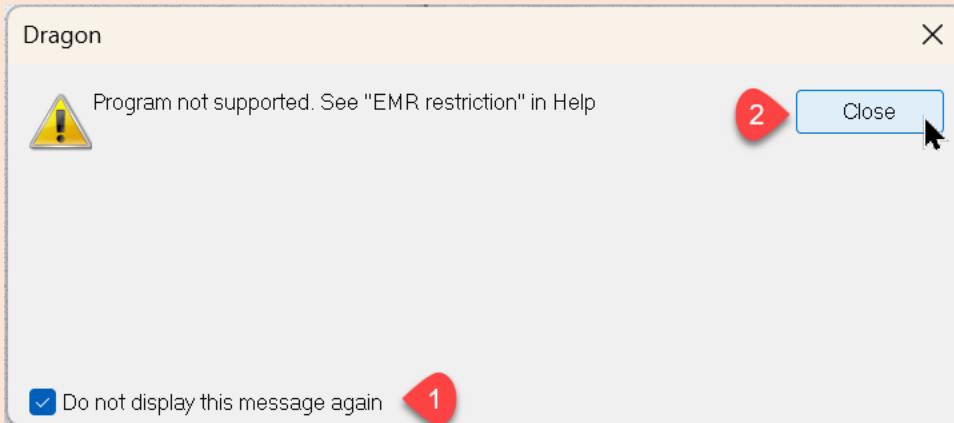 Dragon
Program not supported. See "EMR restriction" in Help
2
Close
Do not display this message again
1